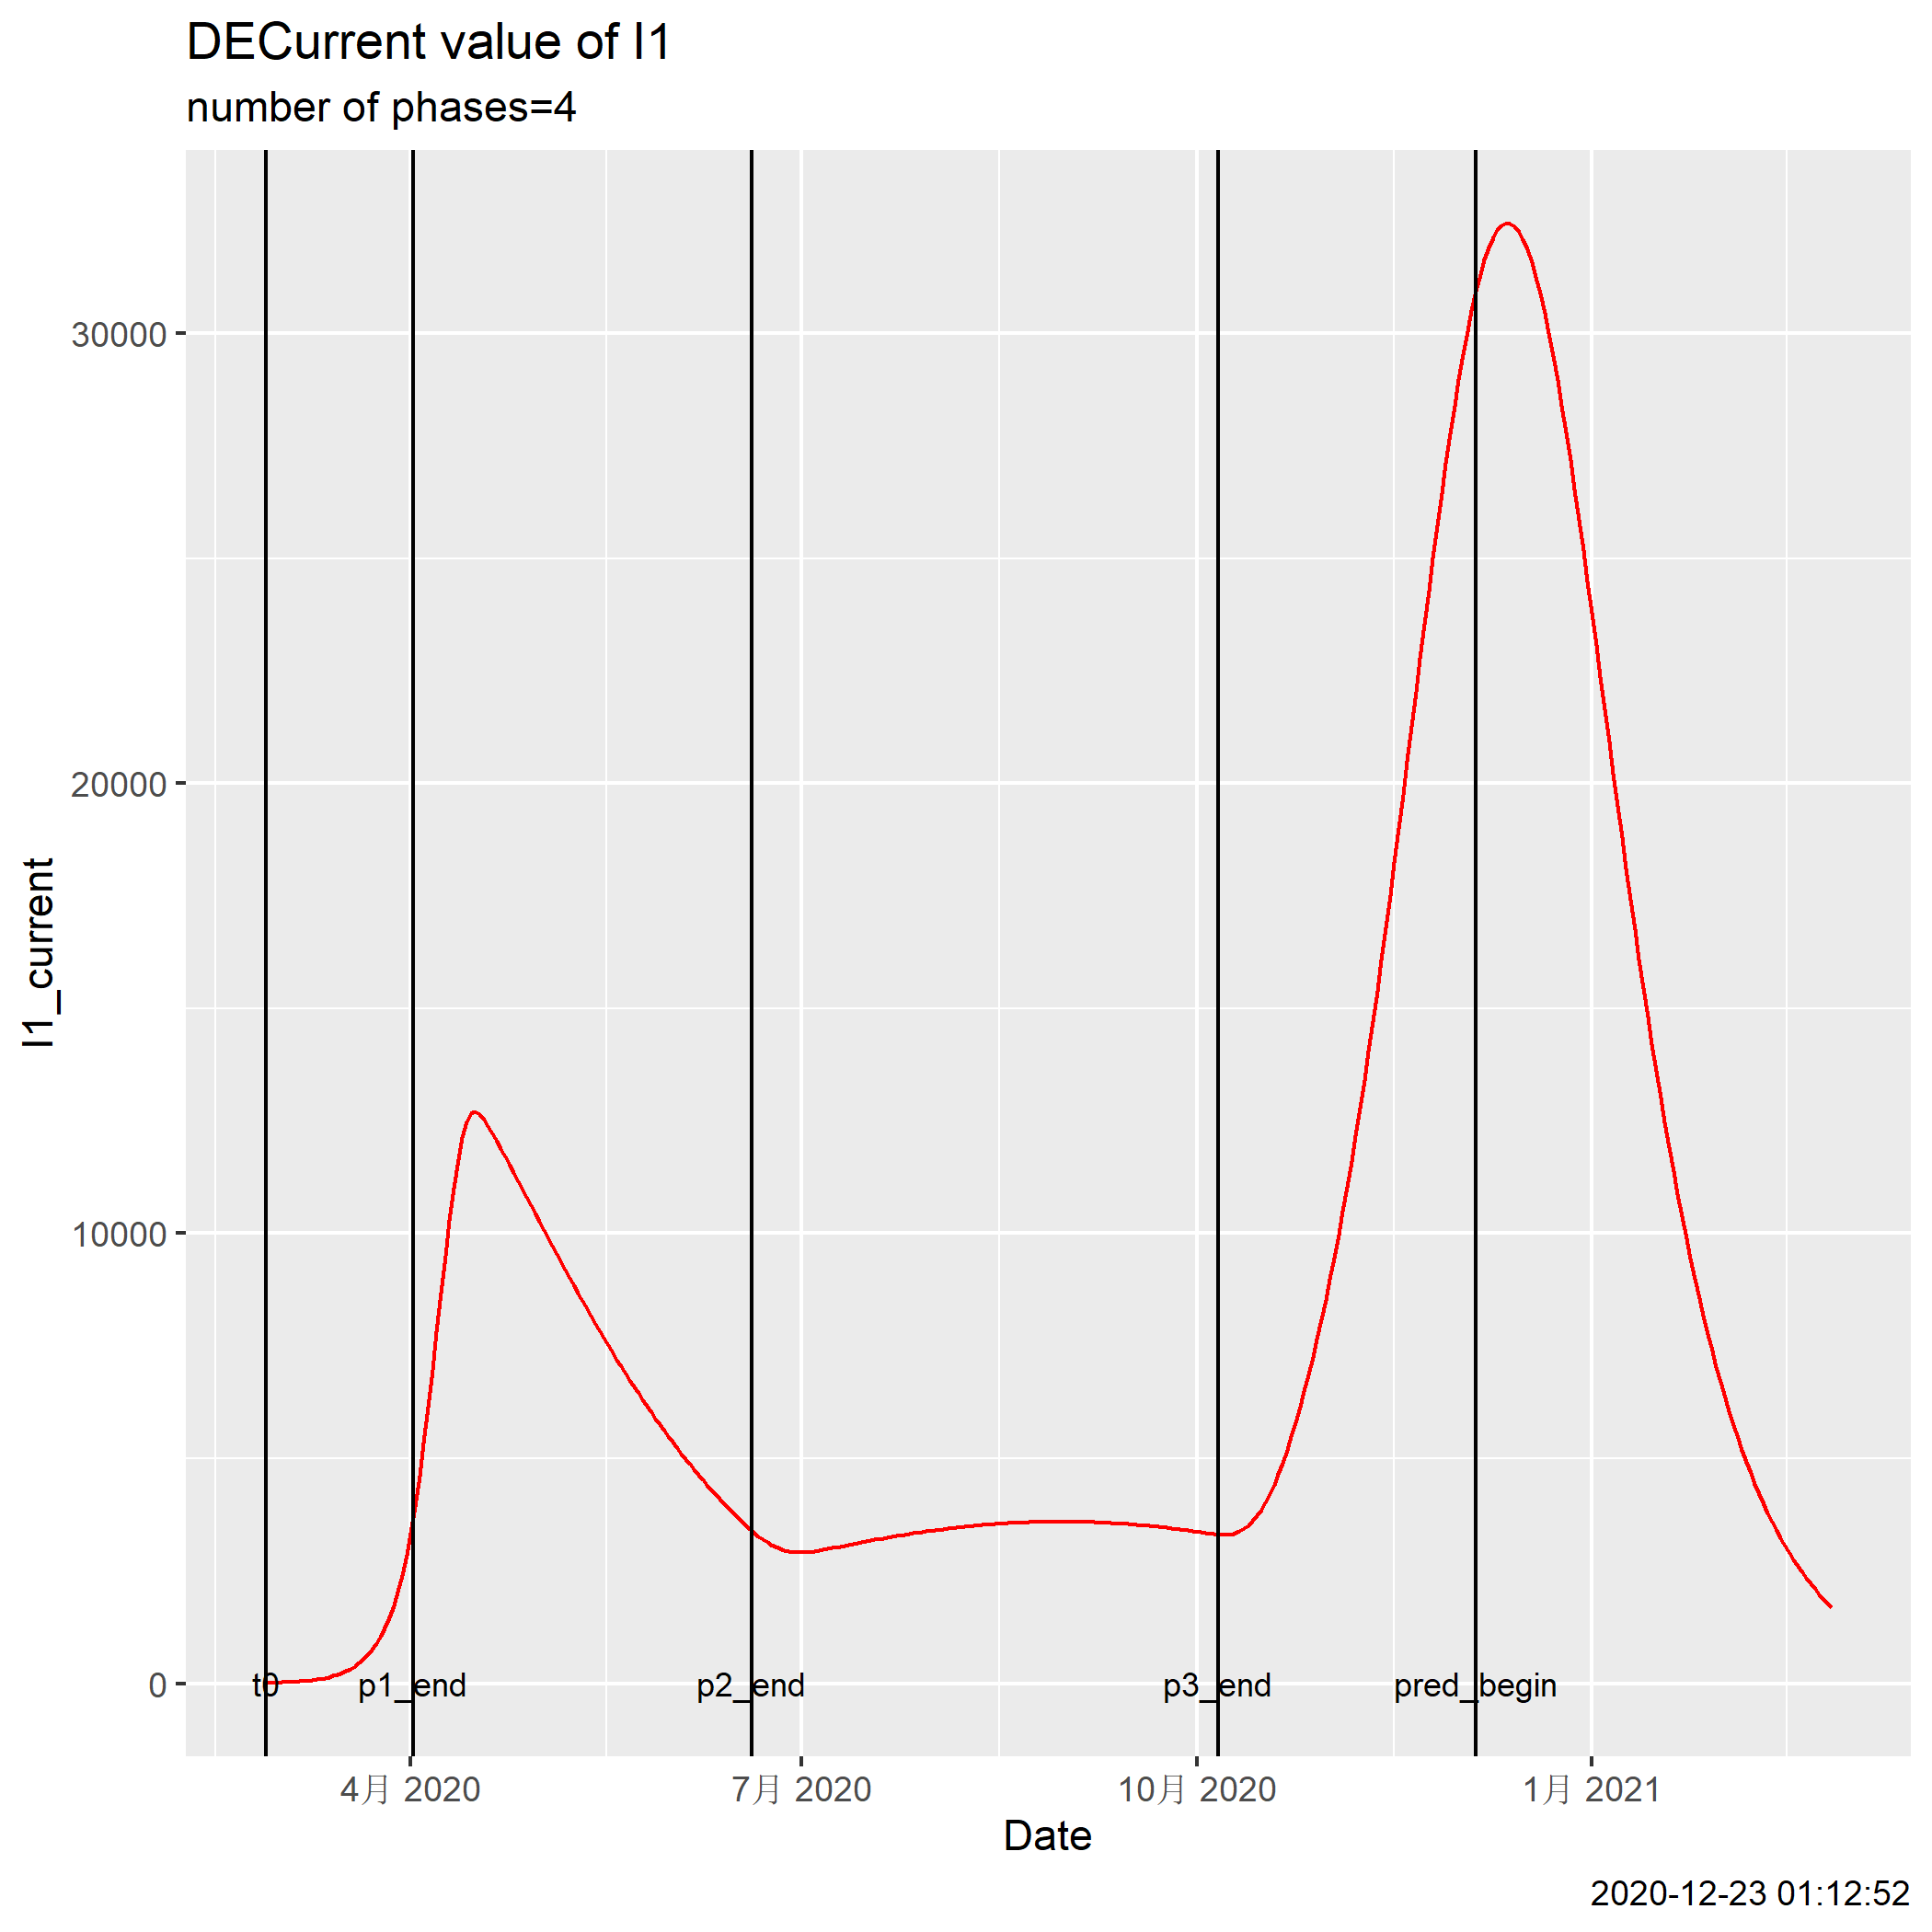 DECurrent value of I1
number of phases=4
I1_current
30000
20000
10000
0
t0 p1_end p2_end p3_end pred_begin
4月 2020 7月 2020 10月 2020 1月 2021
Date
2020-12-23 01:12:52